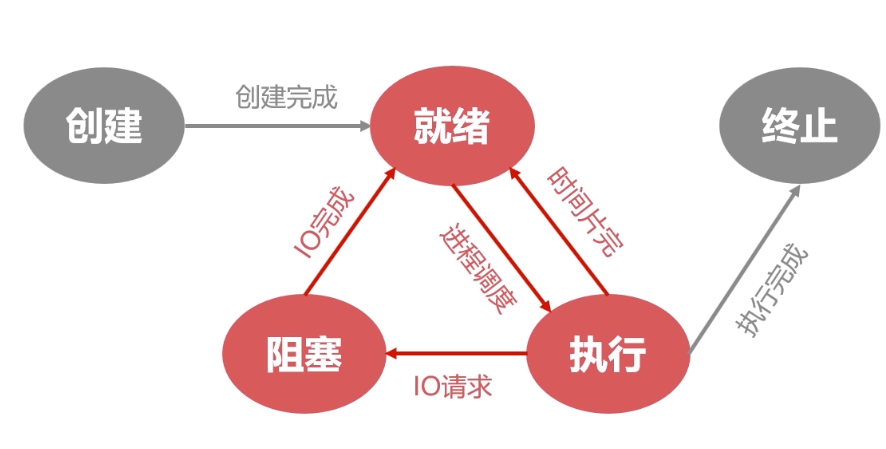 创建
创建完成
就绪
终止
IO完成
进程调度
时间片完
执行完成
阻塞
IO请求
执行